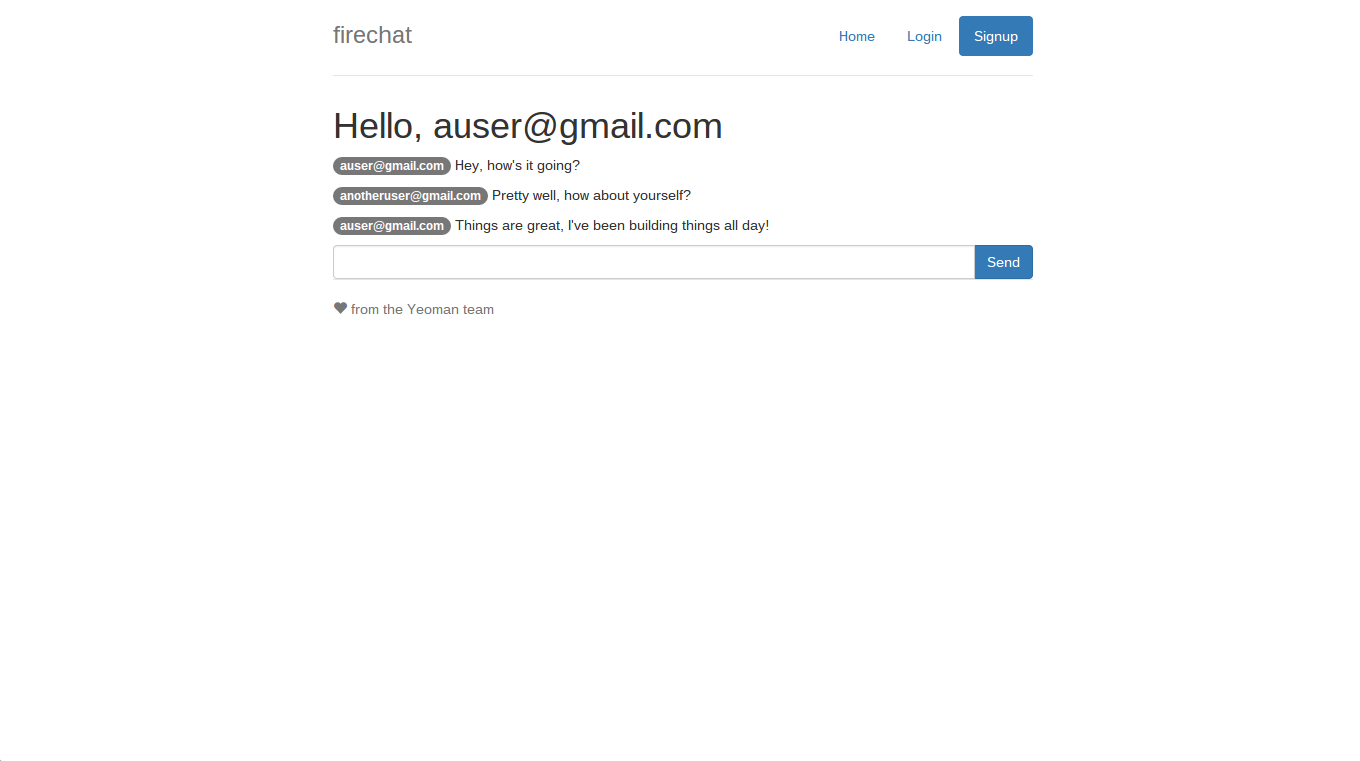 firechat Home Login Signup
Hello, auser@gmail.com
auser@gmail.com Hey, how's it going?
anotheruser@gmail.com Pretty well, how about yourself?
auser@gmail.com Things are great, I've been building things all day!
Send
from the Yeoman team